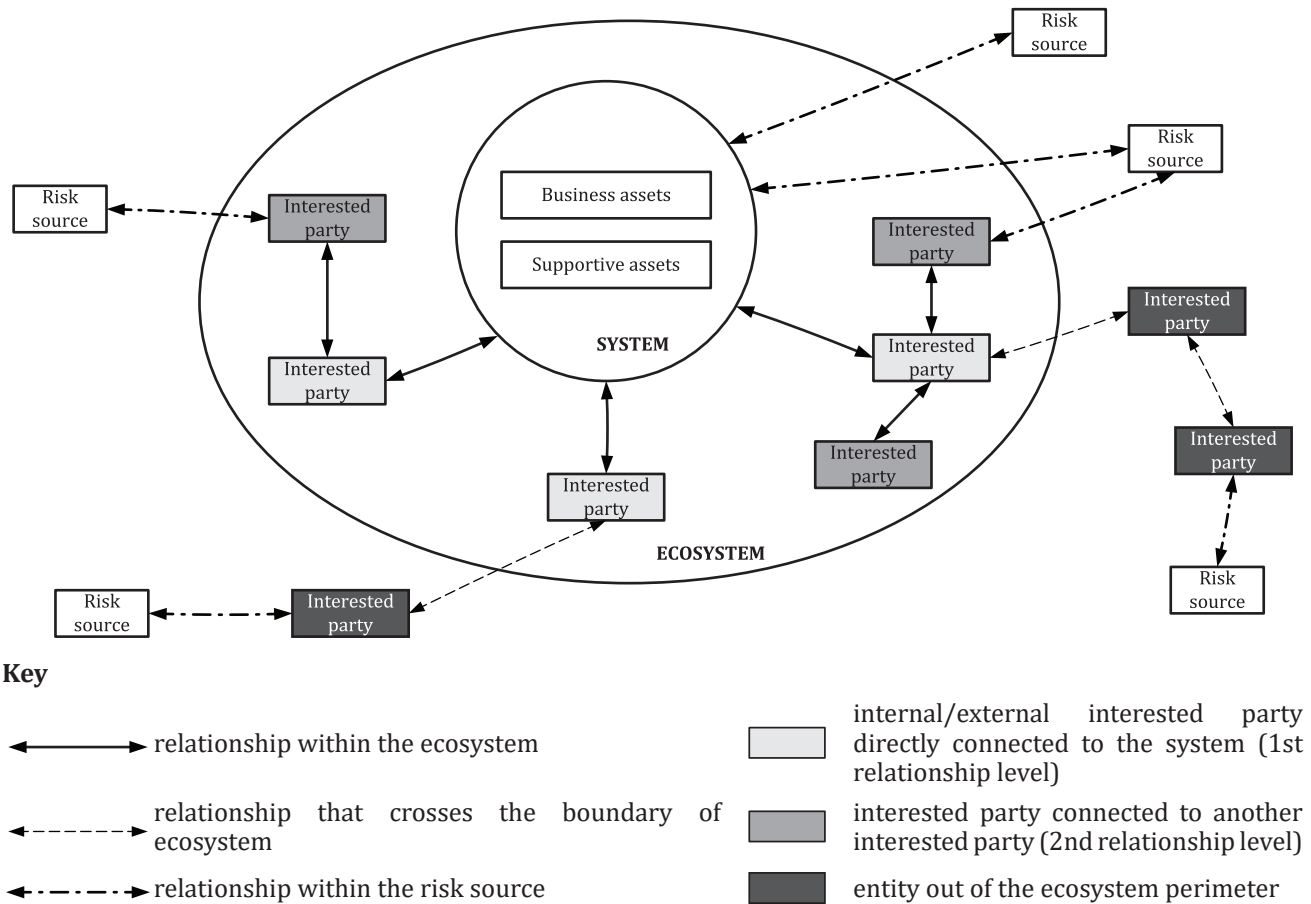 Risk
source
Risk
source
Business assets
Risk
source
Interested
party
Interested
party
Supportive assets
Interested
party
SYSTEM
Interested
party
Interested
party
Interested
party
Interested
party
Interested
party
ECOSYSTEM
Risk
source
Risk
source
Interested
party
Key
relationship within the ecosystem
internal/external interested party
directly connected to the system (1st
relationship level)
relationship that crosses the boundary of
ecosystem
interested party connected to another
interested party (2nd relationship level)
relationship within the risk source
entity out of the ecosystem perimeter